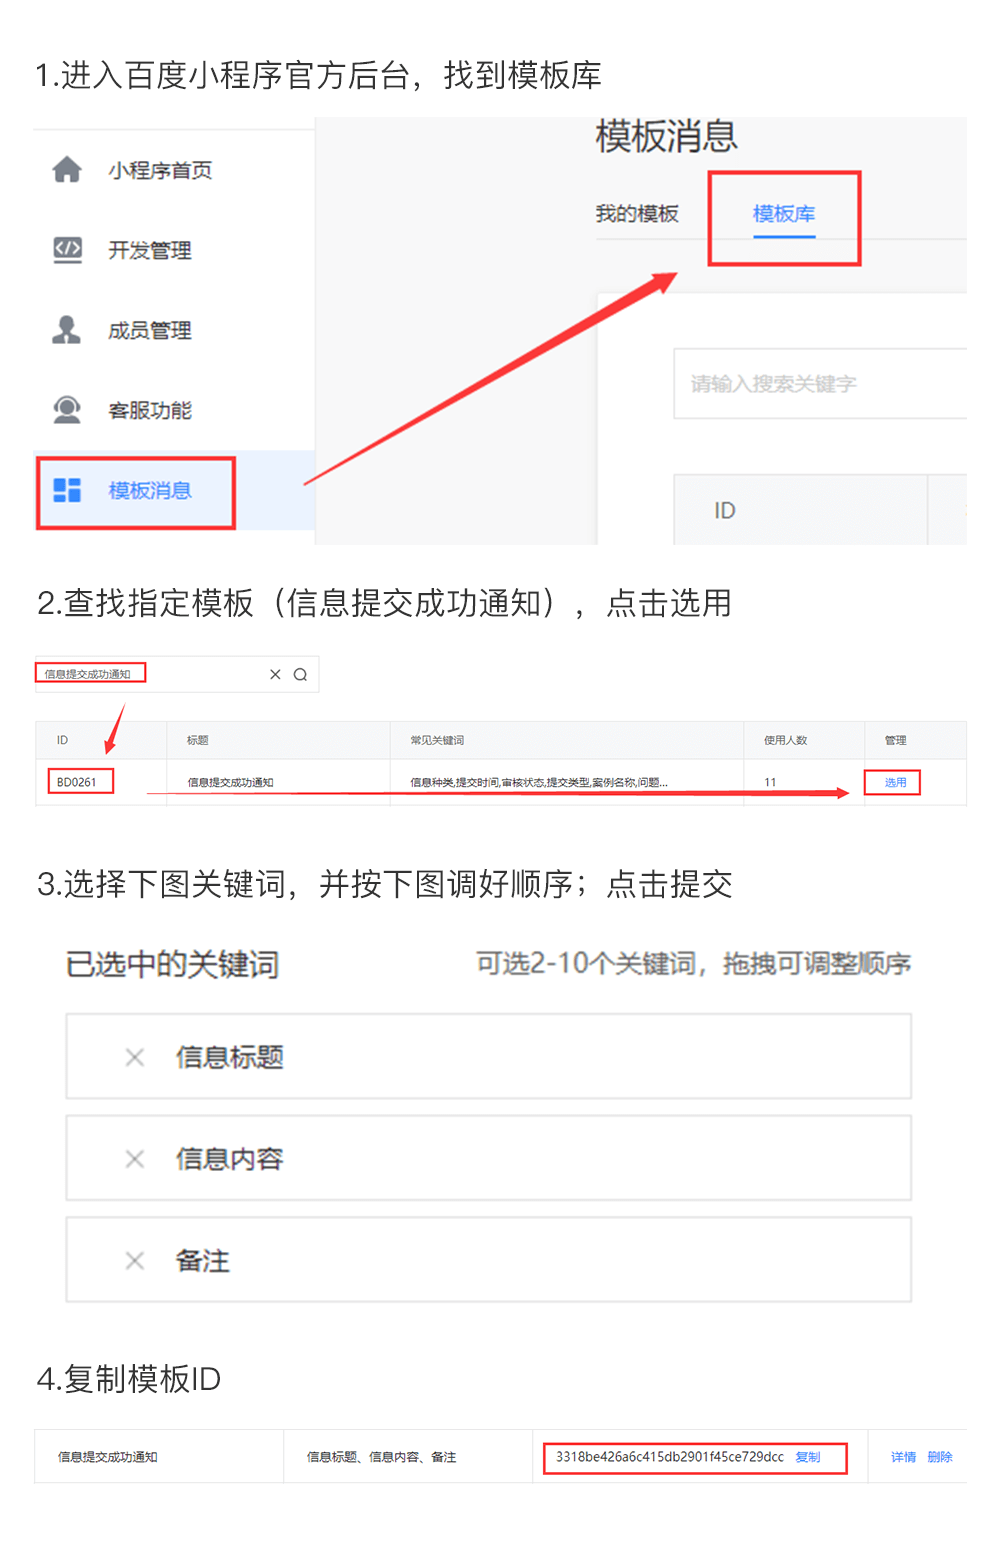 1.进入百度小程序官方后台，找到模板库
模板消息
小程序首页
我的模板 模板库
开发管理
成员管理
请输入搜索关键字
客服功能
模板消息
ID
2.查找指定模板（信息提交成功通知），点击选用
信息提交成功通知
ID 标题 常见关键词 使用人数 管理
BD0261 信息提交成功通知 信息种类,提交时间,审核状态,提交类型,案例名称,问题... 11 选用
3.选择下图关键词，并按下图调好顺序；点击提交
已选中的关键词 可选2-10个关键词，拖拽可调整顺序
信息标题
信息内容
备注
4.复制模板ID
信息提交成功通知 信息标题、信息内容、备注 3318be426a6c415db2901f45ce729dcc 复制 详情 删除